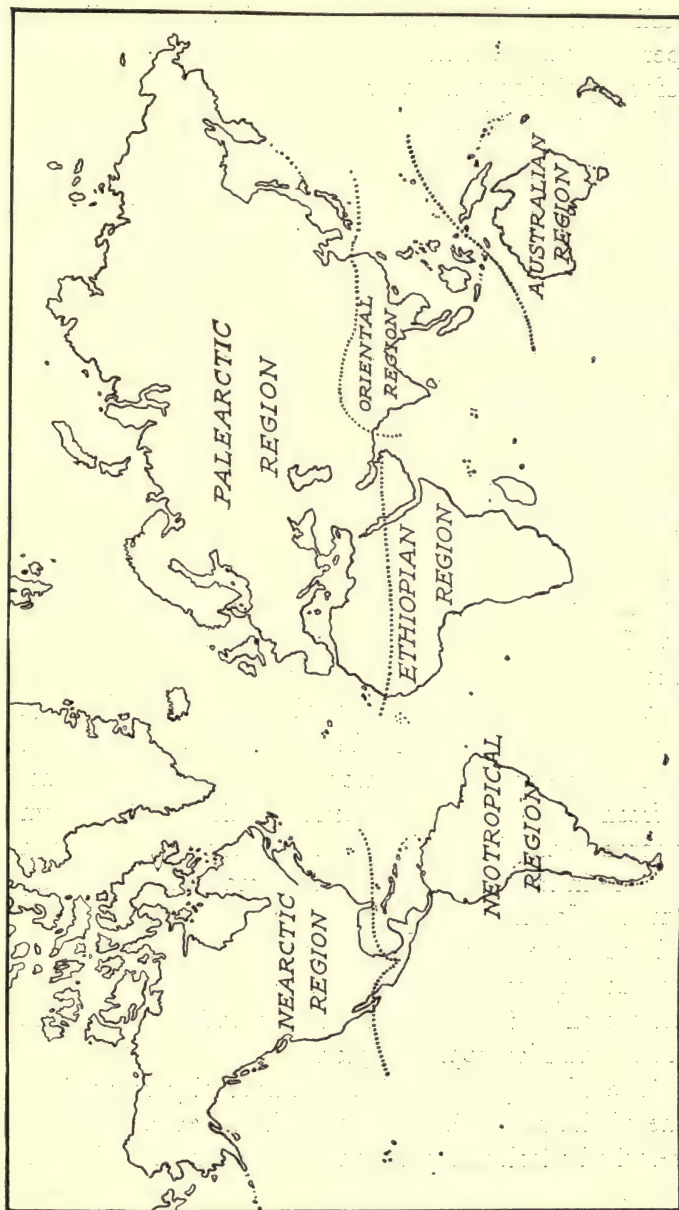 PALEARCTIC
REGION
NEARCTIC
REGION
ORIENTAL
REGION
ETHIOPIAN
REGION
NEOTROPICAL
REGION
AUSTRALIAN
REGION